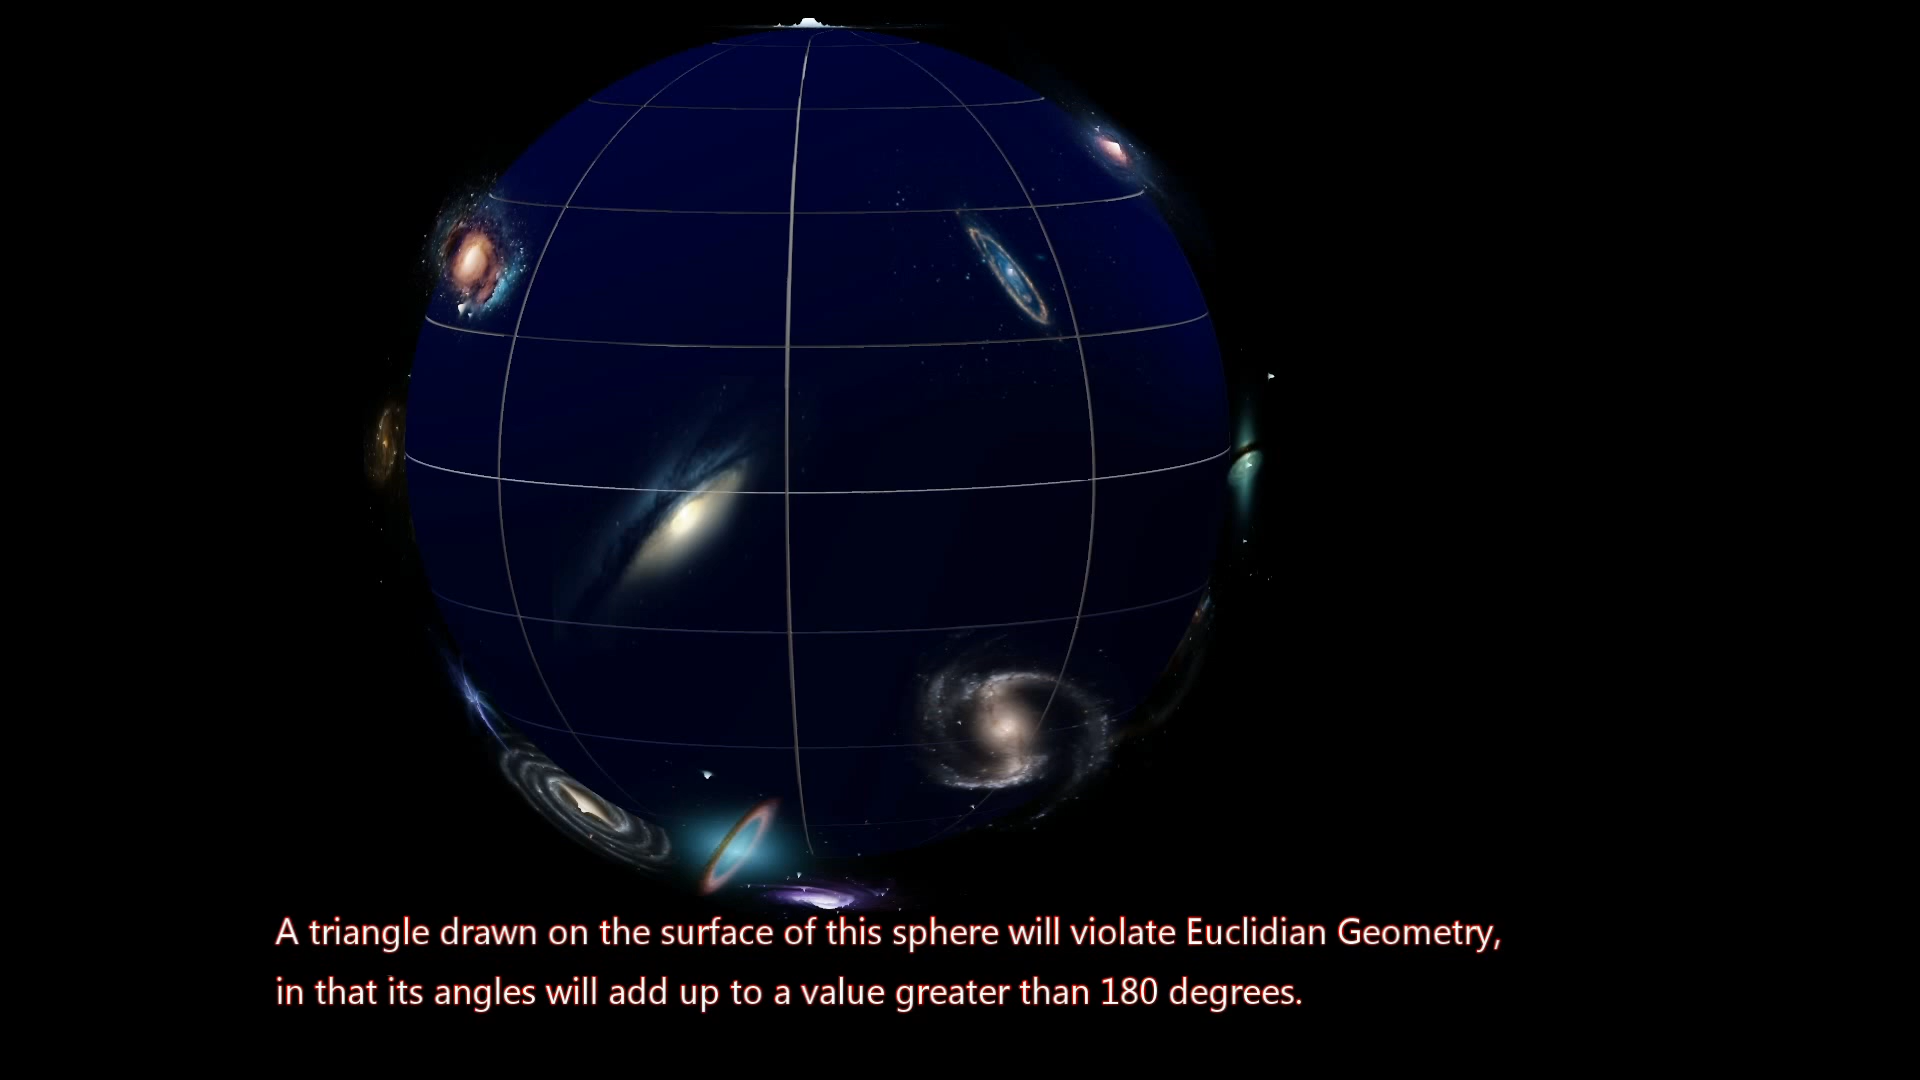 A triangle drawn on the surface of this sphere will violate Euclidian Geometry,
in that its angles will add up to a value greater than 180 degrees.